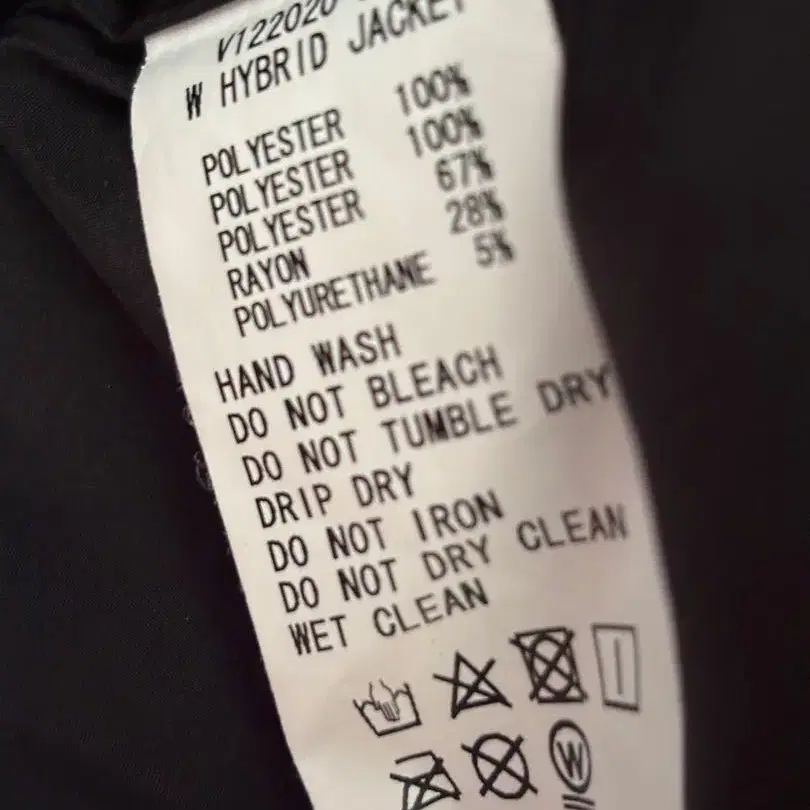 V122020
W HYBRID JACKET
POLYESTER 100%
POLYESTER 100%
POLYESTER 67%
RAYON 28%
POLYURETHANE 5%
HAND WASH
DO NOT BLEACH
DO NOT TUMBLE DRY
DRIP DRY
DO NOT IRON
DO NOT DRY CLEAN
WET CLEAN
W